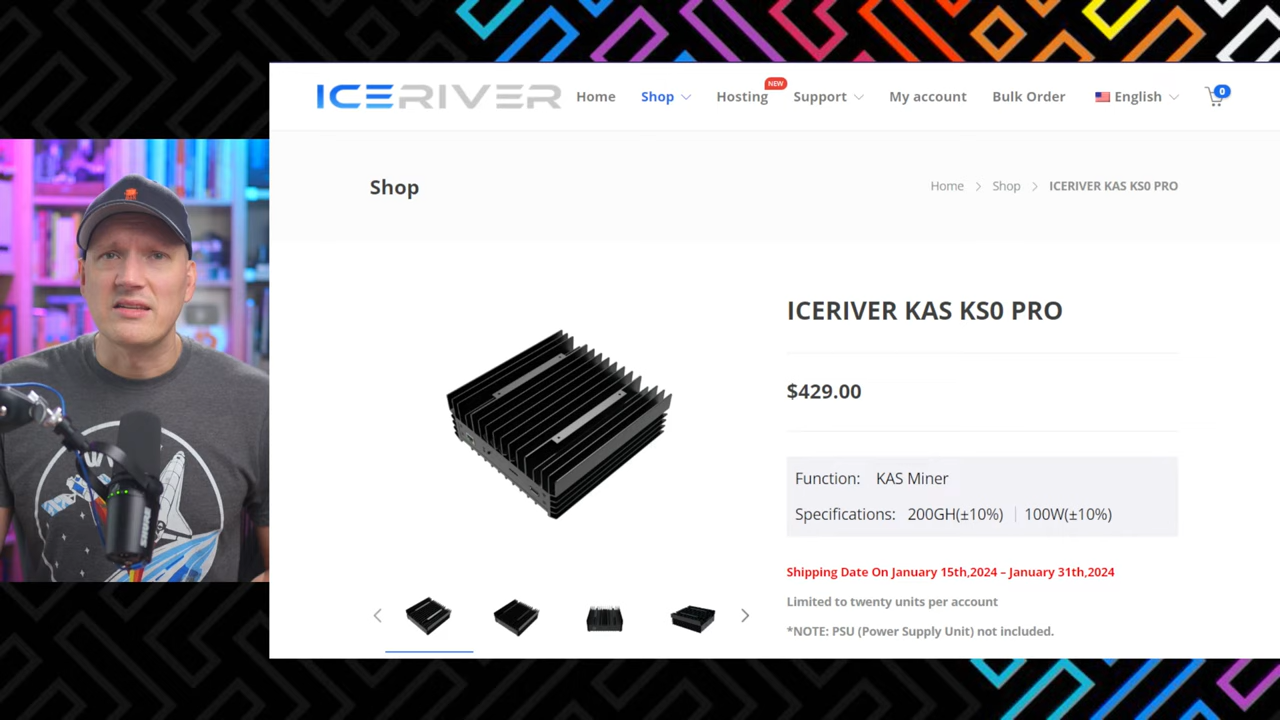 ICERIVER
Home
Shop
Hosting
NEW
Support
My account
Bulk Order
English
0
Shop
Home > Shop > ICERIVER KAS KS0 PRO
ICERIVER KAS KS0 PRO
$429.00
Function: KAS Miner
Specifications: 200GH(±10%) | 100W(±10%)
Shipping Date On January 15th,2024 – January 31th,2024
Limited to twenty units per account
*NOTE: PSU (Power Supply Unit) not included.
SHURE